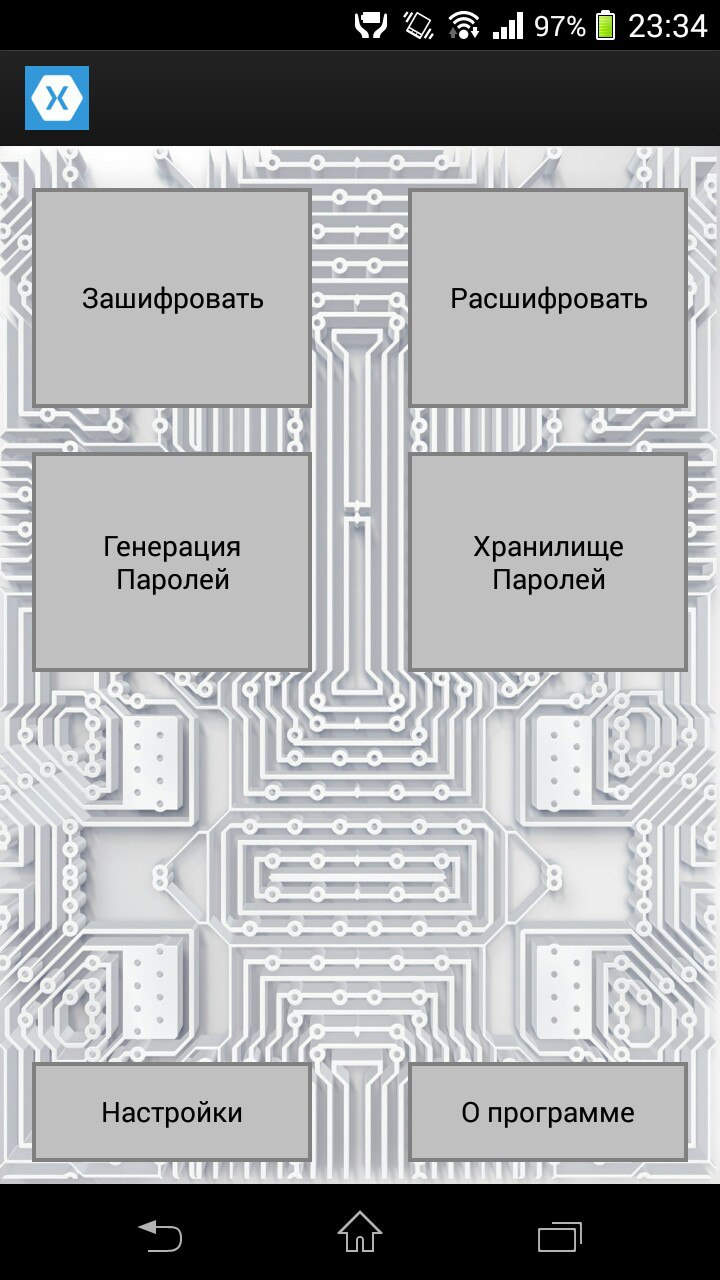 97% 23:34
X
Зашифровать
Расшифровать
Генерация
Паролей
Хранилище
Паролей
Настройки
О программе